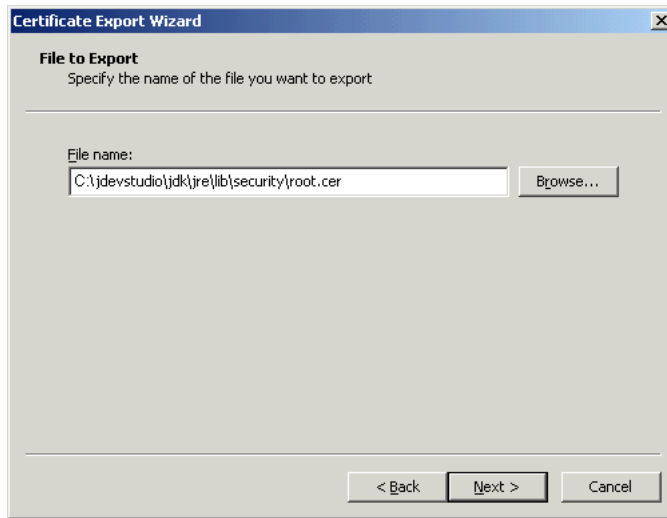 Certificate Export Wizard
File to Export
Specify the name of the file you want to export
File name:
C:\jdevstudio\jdk\jre\lib\security\root.cer
Browse...
< Back
Next >
Cancel